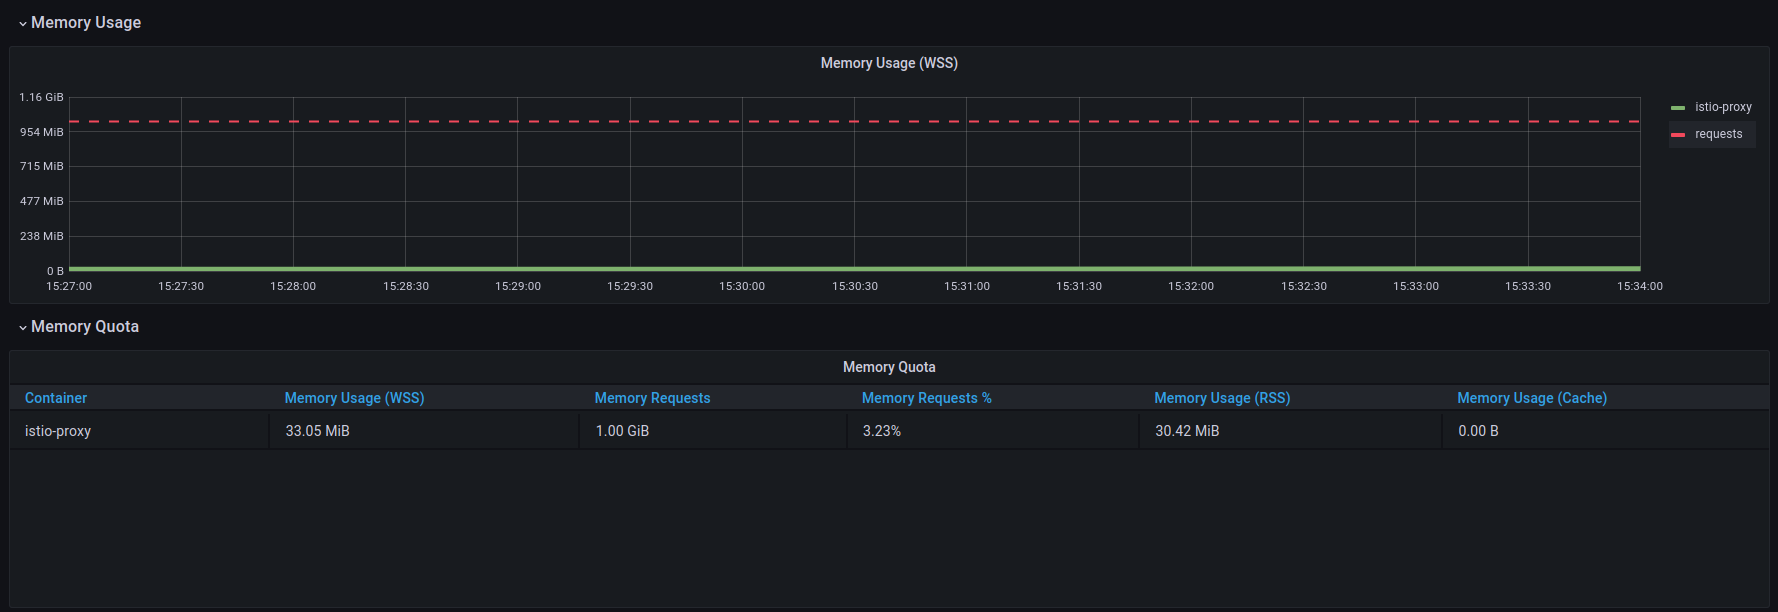 Memory Usage
Memory Usage (WSS)
1.16 GiB
954 MiB
715 MiB
477 MiB
238 MiB
0 B
15:27:00 15:27:30 15:28:00 15:28:30 15:29:00 15:29:30 15:30:00 15:30:30 15:31:00 15:31:30 15:32:00 15:32:30 15:33:00 15:33:30 15:34:00
istio-proxy
requests
Memory Quota
Memory Quota
Container Memory Usage (WSS) Memory Requests Memory Requests % Memory Usage (RSS) Memory Usage (Cache)
istio-proxy 33.05 MiB 1.00 GiB 3.23% 30.42 MiB 0.00 B